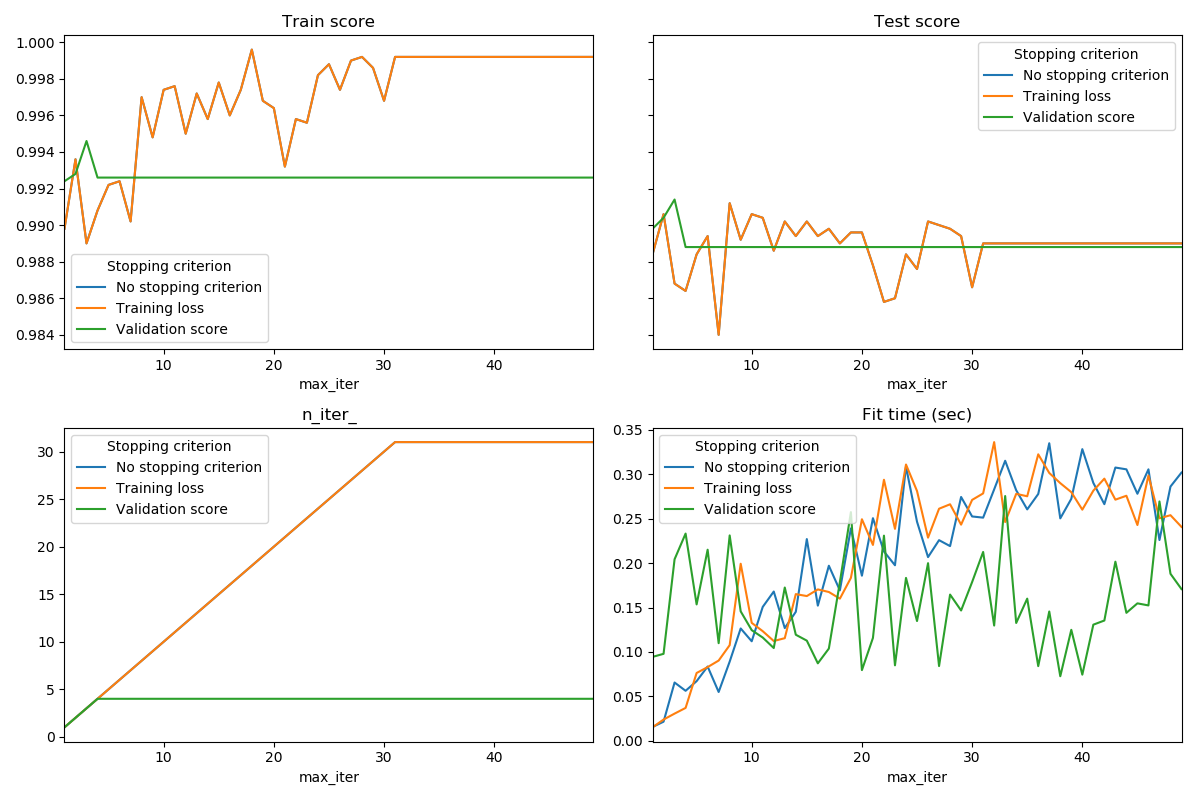 Train score
1.000
0.998
0.996
0.994
0.992
0.990
0.988
0.986
0.984
Stopping criterion
No stopping criterion
Training loss
Validation score
10 20 30 40
max_iter
Test score
Stopping criterion
No stopping criterion
Training loss
Validation score
10 20 30 40
max_iter
n_iter_
30
25
20
15
10
5
0
Stopping criterion
No stopping criterion
Training loss
Validation score
10 20 30 40
max_iter
Fit time (sec)
0.35
0.30
0.25
0.20
0.15
0.10
0.05
0.00
Stopping criterion
No stopping criterion
Training loss
Validation score
10 20 30 40
max_iter